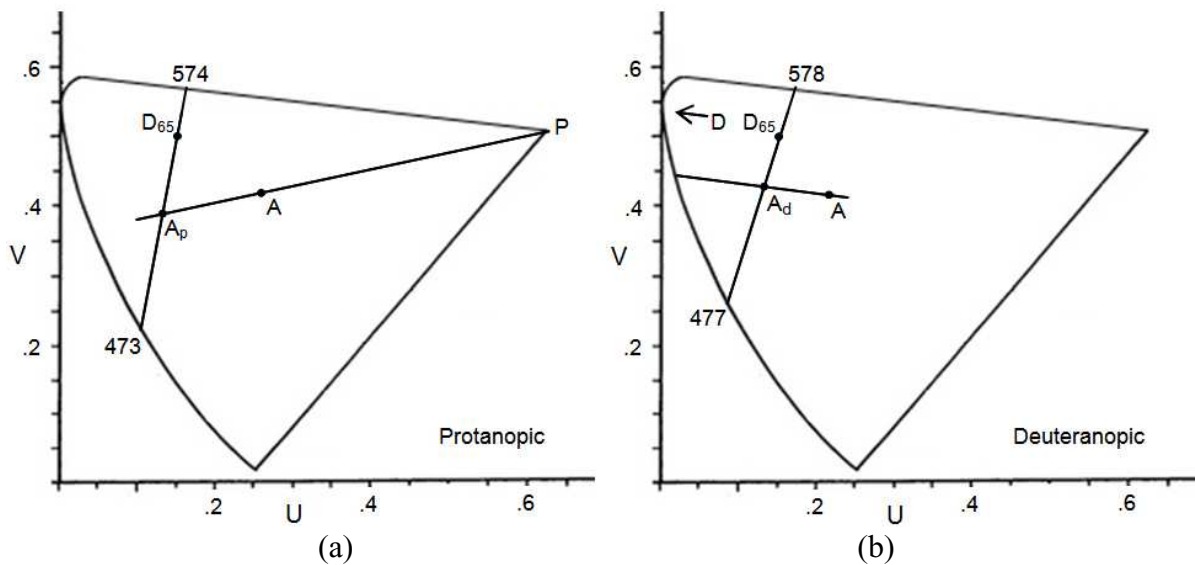 .6
574
D65
P
.4
A
Ap
V
473
.2
Protanopic
.2
.4
.6
U
(a)
.6
578
D
D65
.4
Ad
A
V
477
.2
Deuteranopic
.2
.4
.6
U
(b)